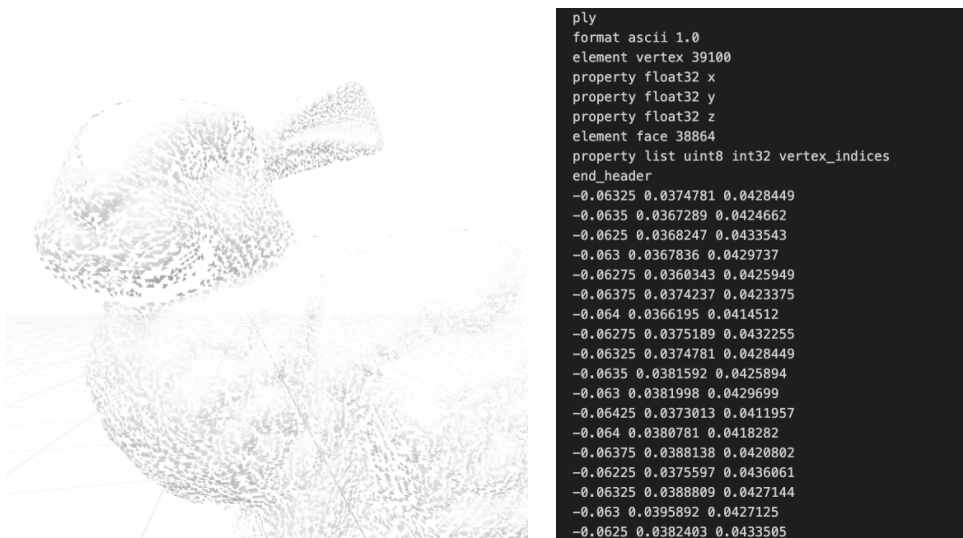 ply
format ascii 1.0
element vertex 39100
property float32 x
property float32 y
property float32 z
element face 38864
property list uint8 int32 vertex_indices
end_header
-0.06325 0.0374781 0.0428449
-0.0635 0.0367289 0.0424662
-0.0625 0.0368247 0.0433543
-0.063 0.0367836 0.0429737
-0.06275 0.0360343 0.0425949
-0.06375 0.0374237 0.0423375
-0.064 0.0366195 0.0414512
-0.06275 0.0375189 0.0432255
-0.06325 0.0374781 0.0428449
-0.0635 0.0381592 0.0425894
-0.063 0.0381998 0.0429699
-0.06425 0.0373013 0.0411957
-0.064 0.0380781 0.0418282
-0.06375 0.0388138 0.0420802
-0.06225 0.0375597 0.0436061
-0.06325 0.0388809 0.0427144
-0.063 0.0395892 0.0427125
-0.0625 0.0382403 0.0433505